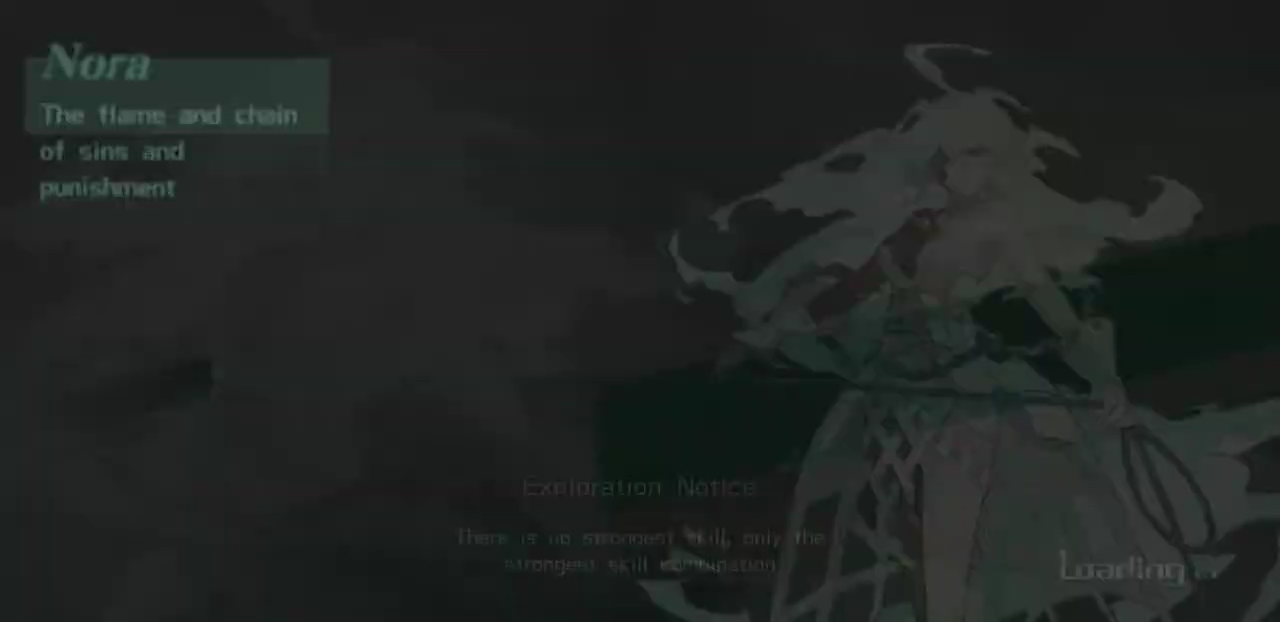 Nora
The flame and chain
of sins and
punishment
Exploration Notice
There is no strongest skill, only the
strongest skill combination
Loading